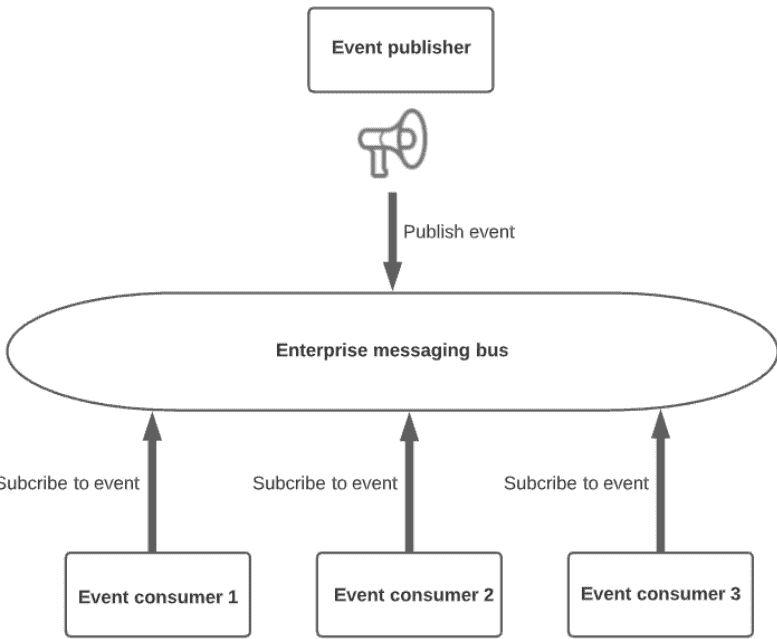 Event publisher
Publish event
Enterprise messaging bus
Subcribe to event
Subcribe to event
Subcribe to event
Event consumer 1
Event consumer 2
Event consumer 3